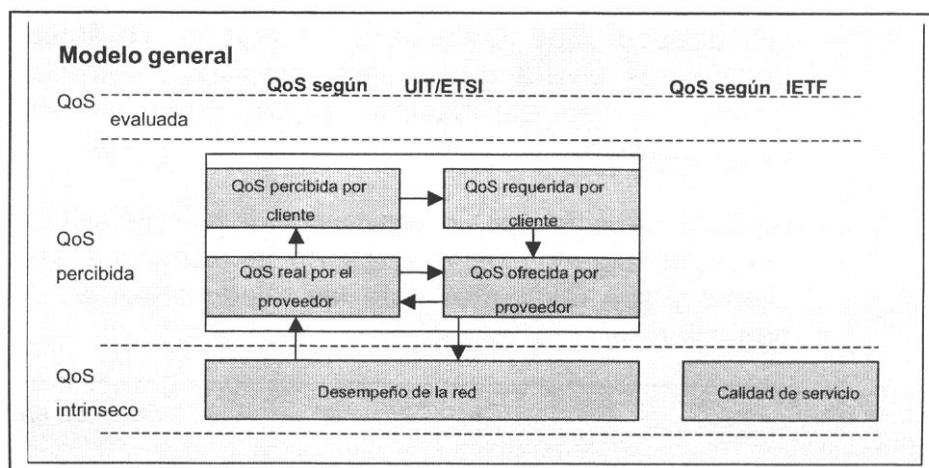 Modelo general
QoS según UIT/ETSI QoS según IETF
QoS
evaluada
QoS percibida por
cliente
QoS requerida por
cliente
QoS
percibida
QoS real por el
proveedor
QoS ofrecida por
proveedor
QoS
intrinseco
Desempeño de la red
Calidad de servicio